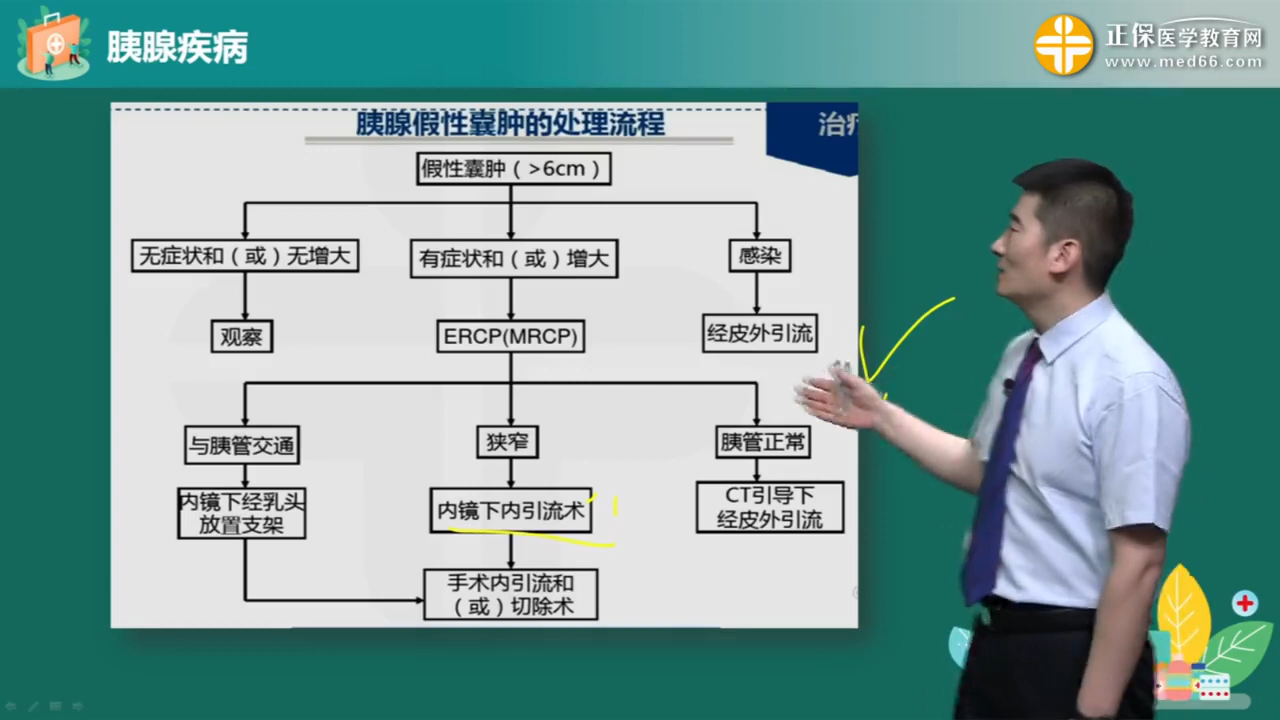 胰腺疾病
正保医学教育网
www.med66.com
胰腺假性囊肿的处理流程
治疗
假性囊肿（>6cm）
无症状和（或）无增大
有症状和（或）增大
感染
观察
ERCP(MRCP)
经皮外引流
与胰管交通
狭窄
胰管正常
内镜下经乳头
放置支架
内镜下内引流术
CT引导下
经皮外引流
手术内引流和
（或）切除术